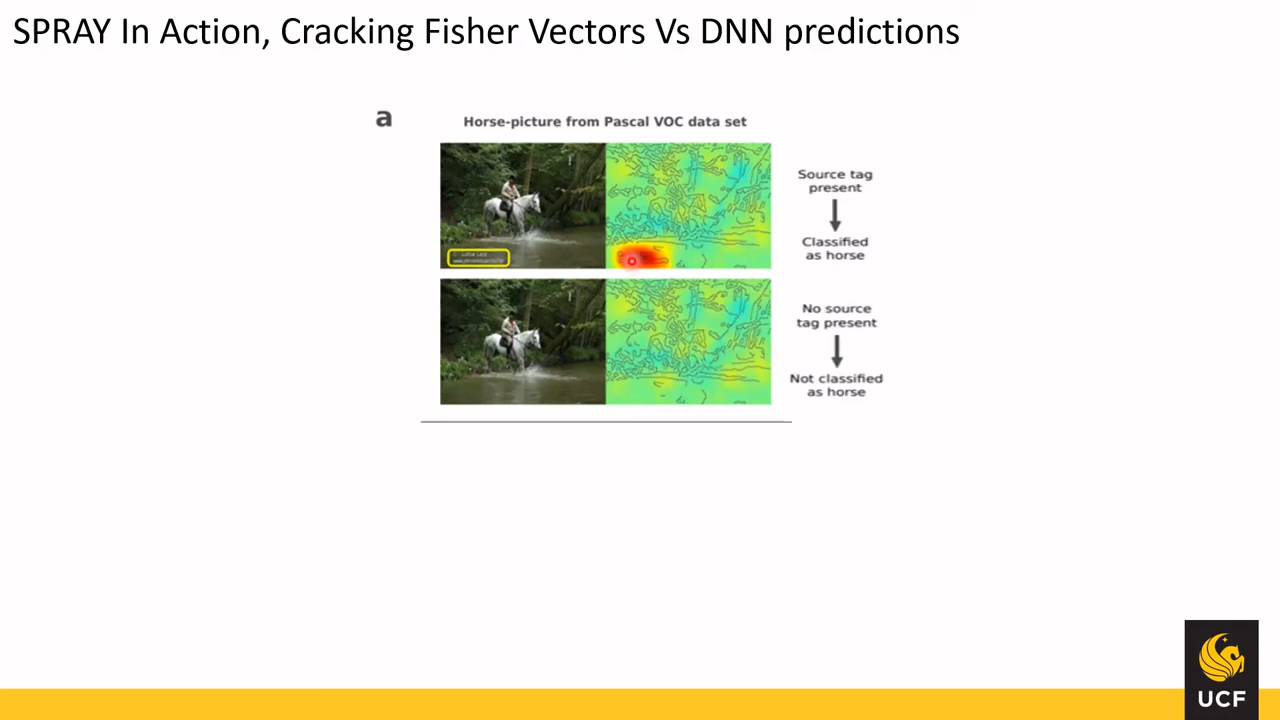 SPRAY In Action, Cracking Fisher Vectors Vs DNN predictions
a
Horse-picture from Pascal VOC data set
Source tag
present
Classified
as horse
No source
tag present
Not classified
as horse
UCF